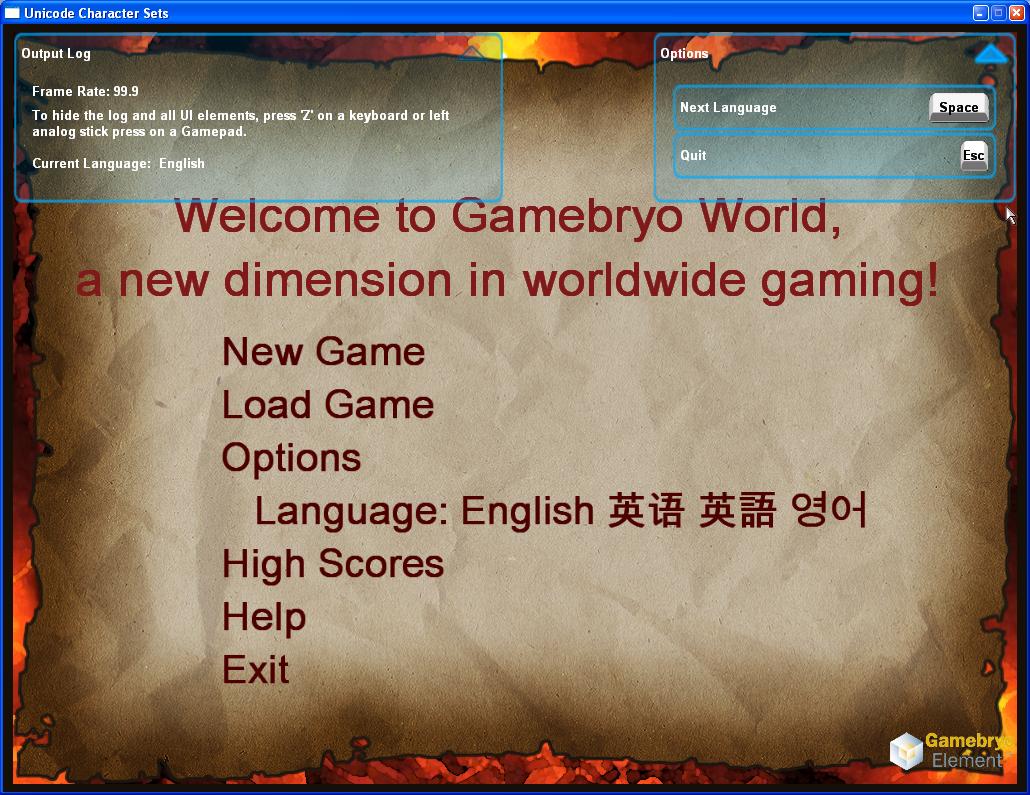 Unicode Character Sets
Output Log
Frame Rate: 99.9
To hide the log and all UI elements, press 'Z' on a keyboard or left
analog stick press on a Gamepad.
Current Language: English
Options
Next Language
Space
Quit
Esc
Welcome to Gamebryo World,
a new dimension in worldwide gaming!
New Game
Load Game
Options
Language: English 英语 英語 영어
High Scores
Help
Exit
Gamebryo
Element